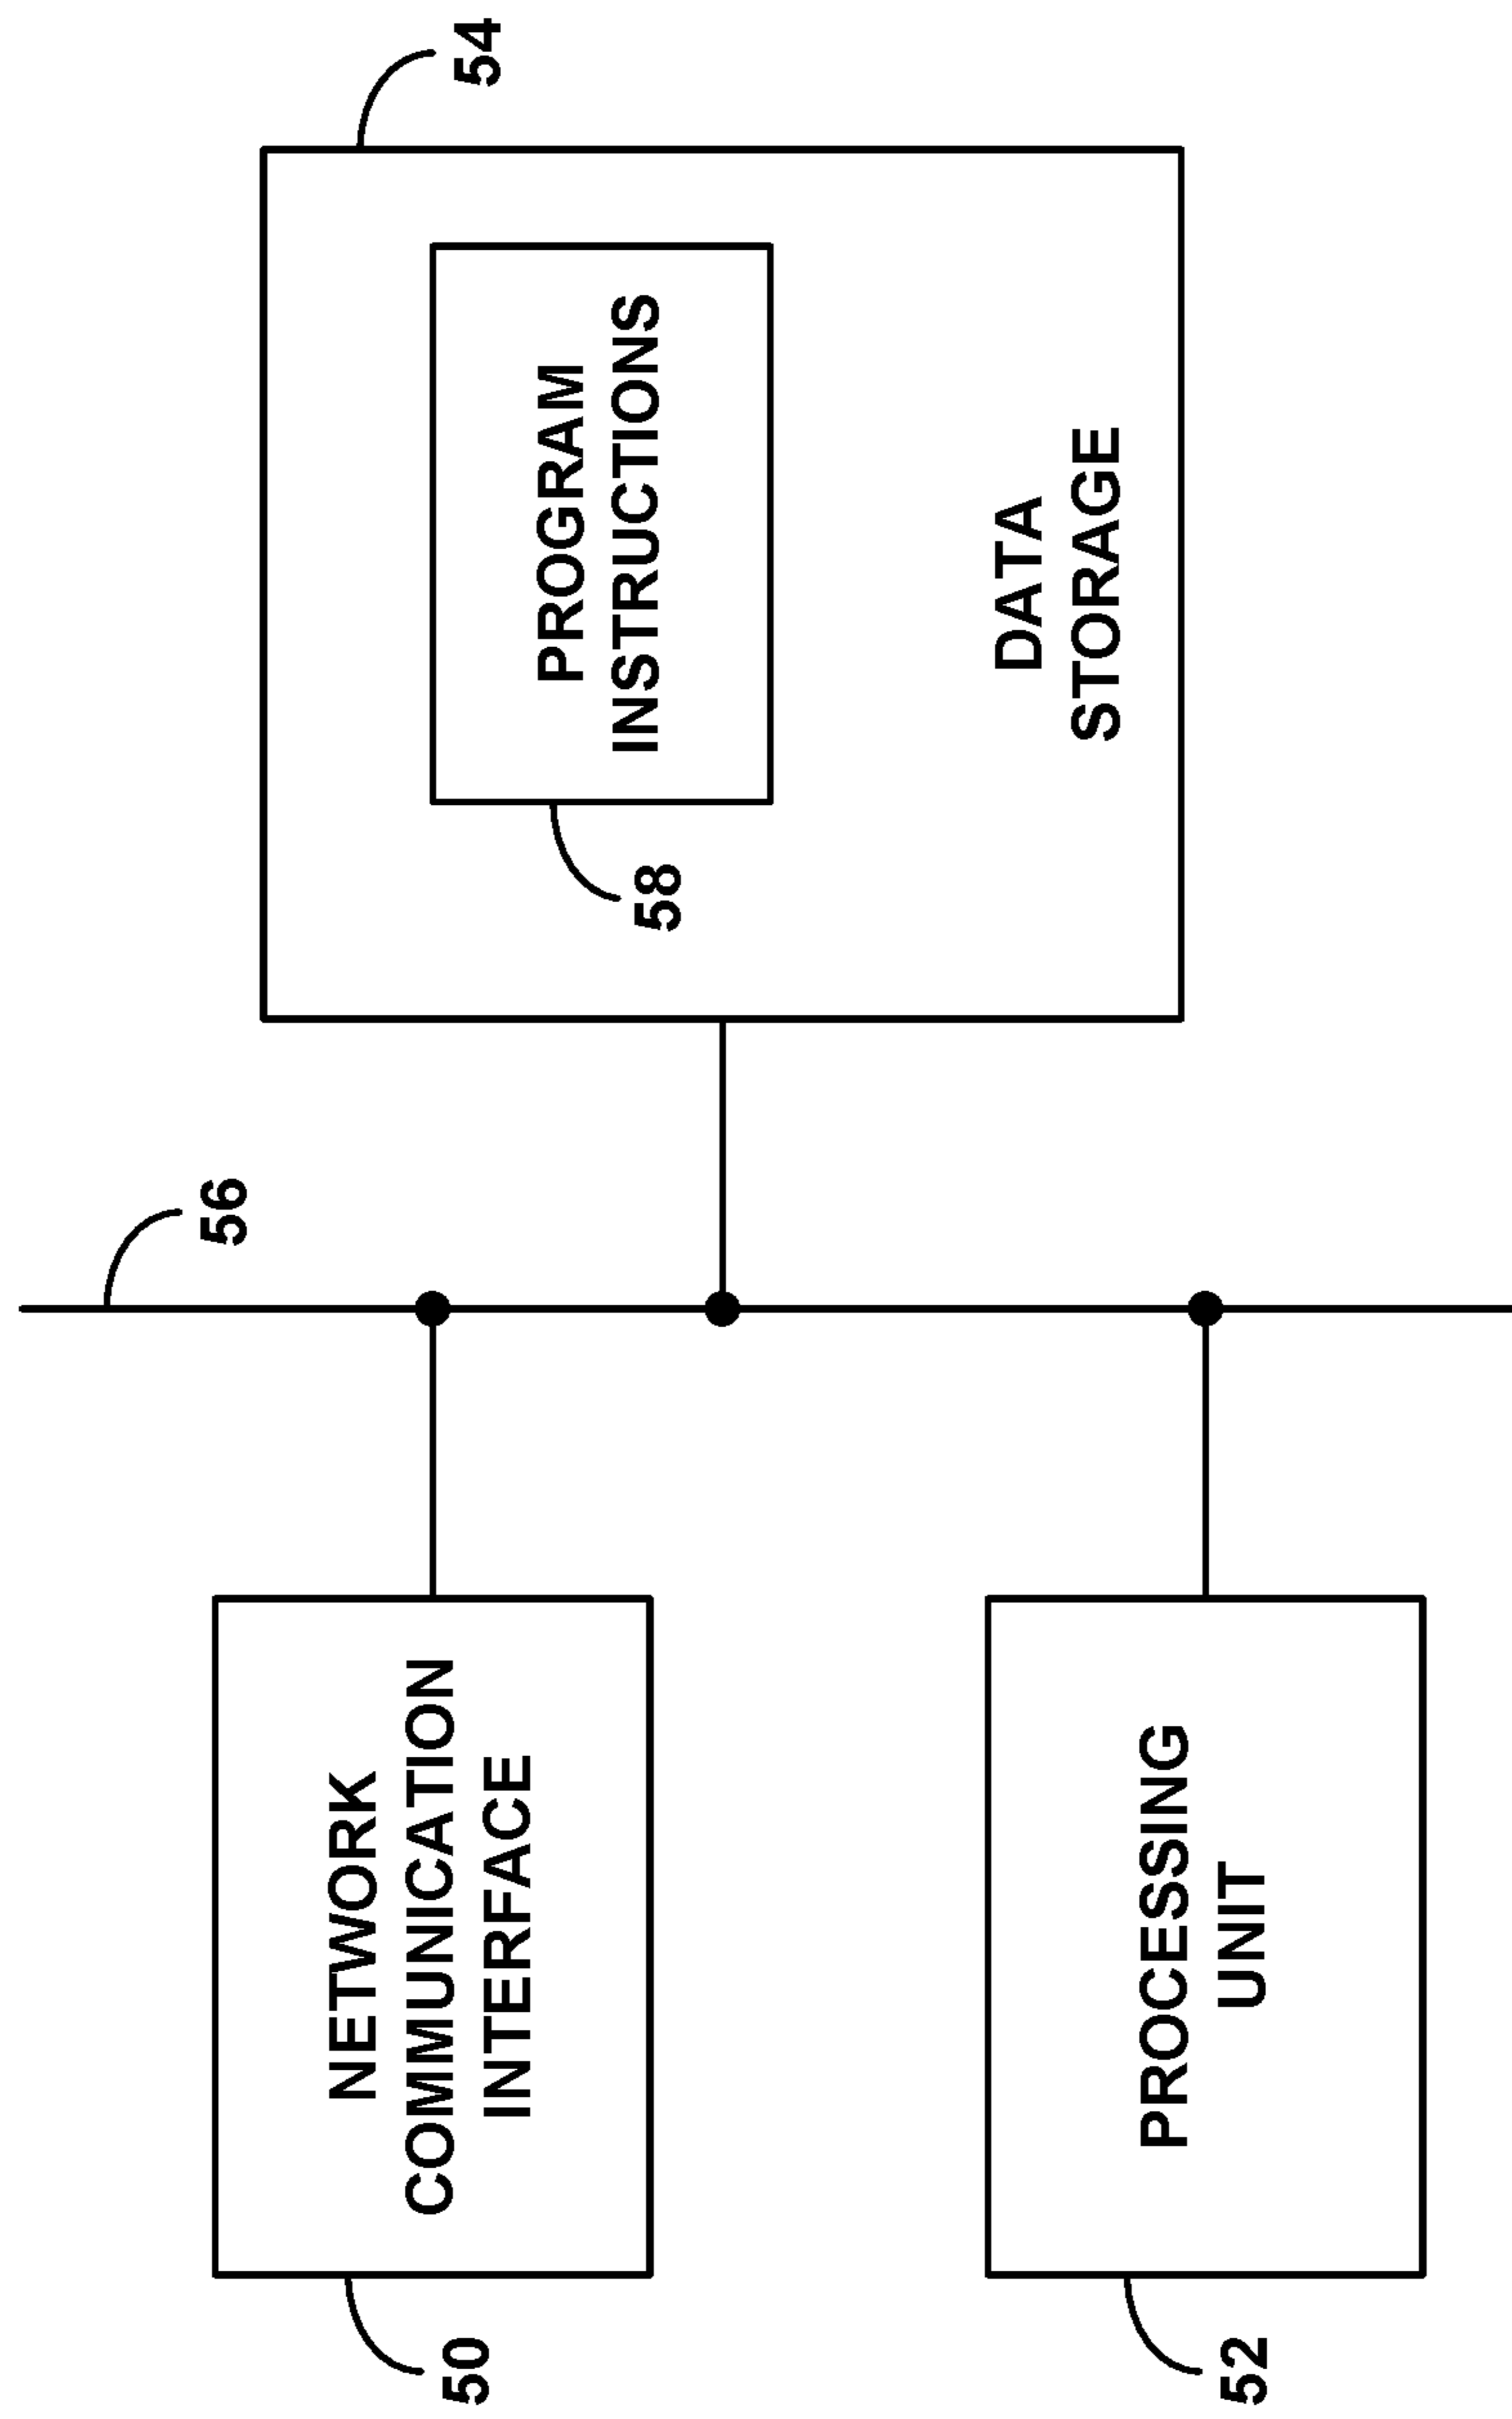 50
NETWORK
COMMUNICATION
INTERFACE
56
54
PROGRAM
INSTRUCTIONS
58
DATA
STORAGE
52
PROCESSING
UNIT